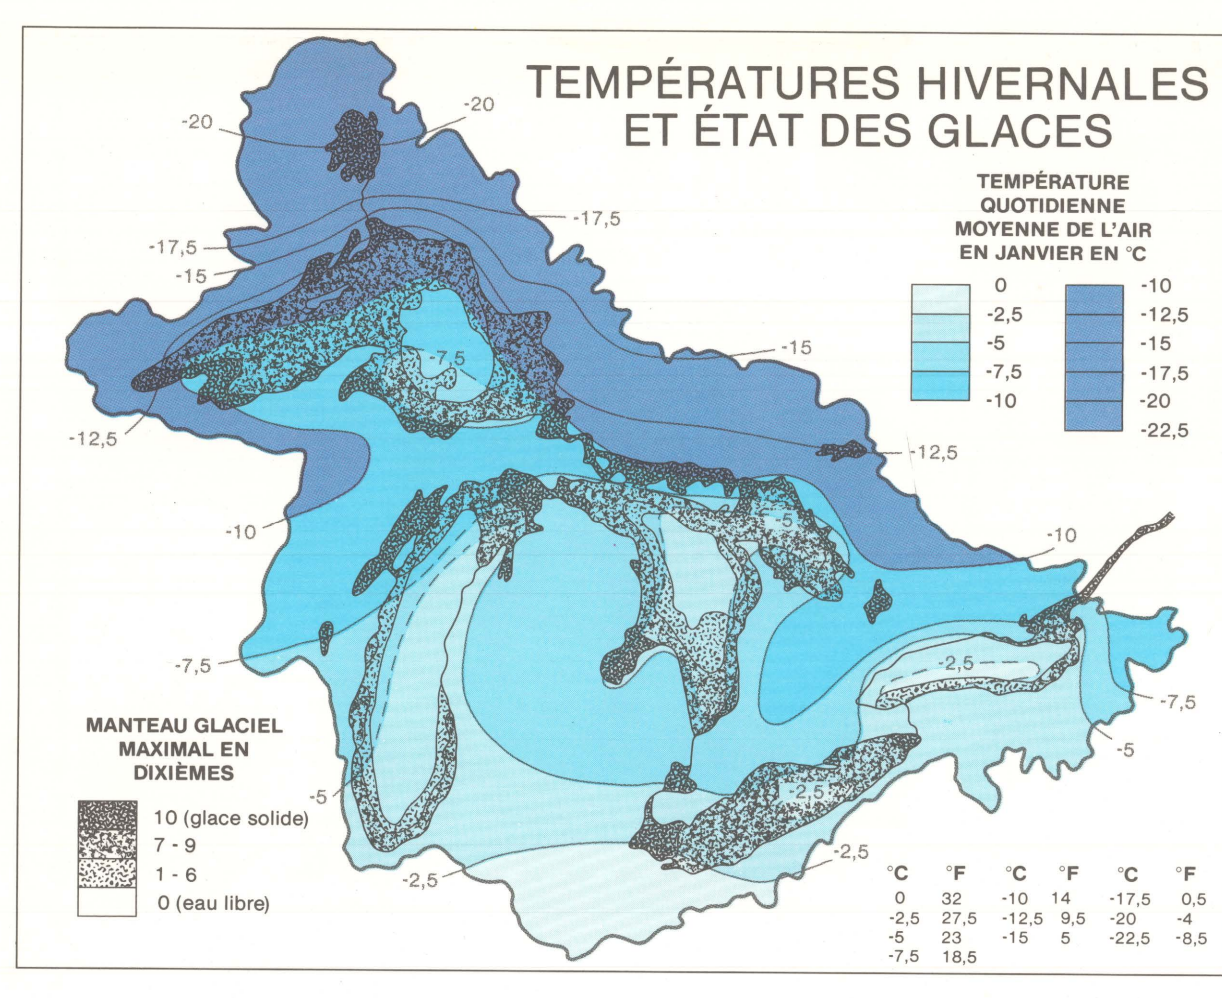 TEMPÉRATURES HIVERNALES
ET ÉTAT DES GLACES
TEMPÉRATURE
QUOTIDIENNE
MOYENNE DE L'AIR
EN JANVIER EN °C
0
-2,5
-5
-7,5
-10
-10
-12,5
-15
-17,5
-20
-22,5
-20
-20
-17,5
-17,5
-15
-15
-7,5
-12,5
-12,5
-10
-5
-10
-7,5
-2,5
-7,5
-5
-5
-2,5
-2,5
-2,5
MANTEAU GLACIEL
MAXIMAL EN
DIXIÈMES
10 (glace solide)
7 - 9
1 - 6
0 (eau libre)
°C °F °C °F °C °F
0 32 -10 14 -17,5 0,5
-2,5 27,5 -12,5 9,5 -20 -4
-5 23 -15 5 -22,5 -8,5
-7,5 18,5